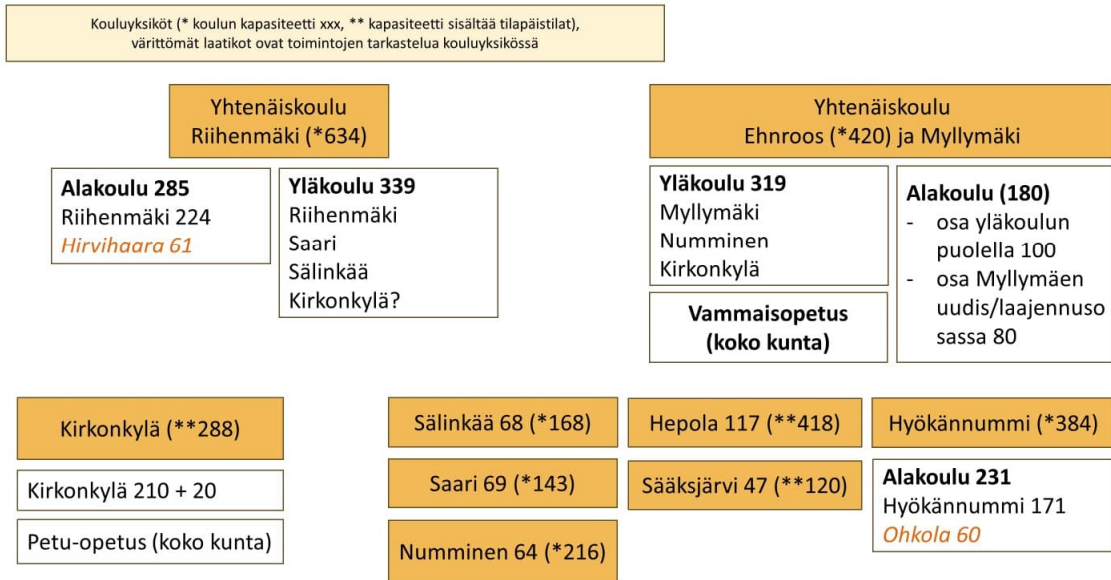 Kouluyksiköt (* koulun kapasiteetti xxx, ** kapasiteetti sisältää tilapäistilat),
värittömät laatikot ovat toimintojen tarkastelua kouluyksikössä
Yhtenäiskoulu
Riihenmäki (*634)
Alakoulu 285
Riihenmäki 224
Hirvihaara 61
Yläkoulu 339
Riihenmäki
Saari
Sälinkää
Kirkonkylä?
Yhtenäiskoulu
Ehnroos (*420) ja Myllymäki
Yläkoulu 319
Myllymäki
Numminen
Kirkonkylä
Vammaisopetus
(koko kunta)
Alakoulu (180)
- osa yläkoulun
puolella 100
- osa Myllymäen
uudis/laajennuso
sassa 80
Kirkonkylä (**288)
Kirkonkylä 210 + 20
Petu-opetus (koko kunta)
Sälinkää 68 (*168)
Saari 69 (*143)
Numminen 64 (*216)
Hepola 117 (**418)
Sääksjärvi 47 (**120)
Hyökännummi (*384)
Alakoulu 231
Hyökännummi 171
Ohkola 60